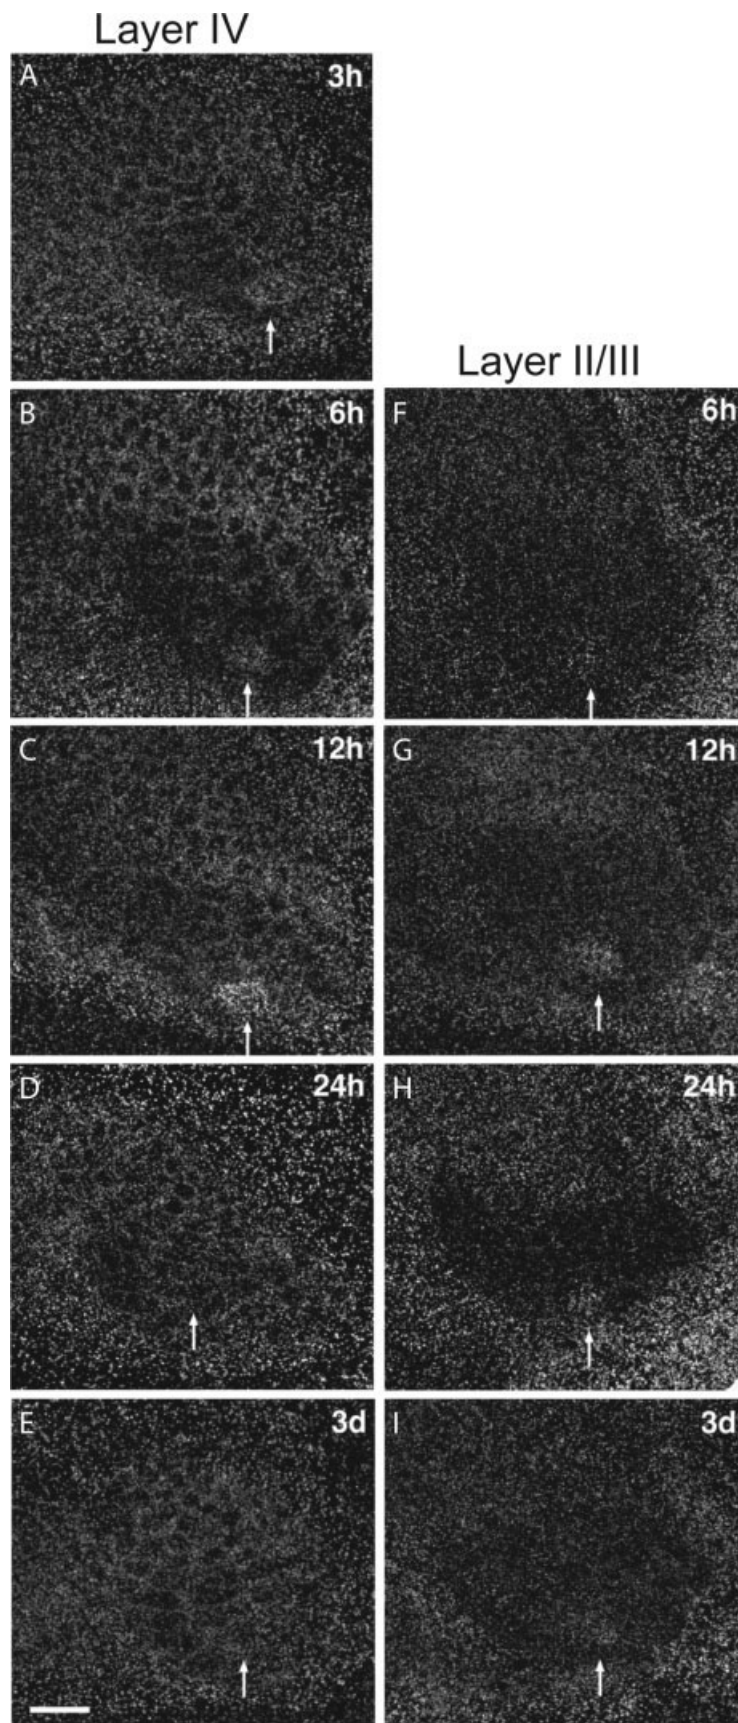 Layer IV
A 3h
Layer II/III
B 6h
F 6h
C 12h
G 12h
D 24h
H 24h
E 3d
I 3d